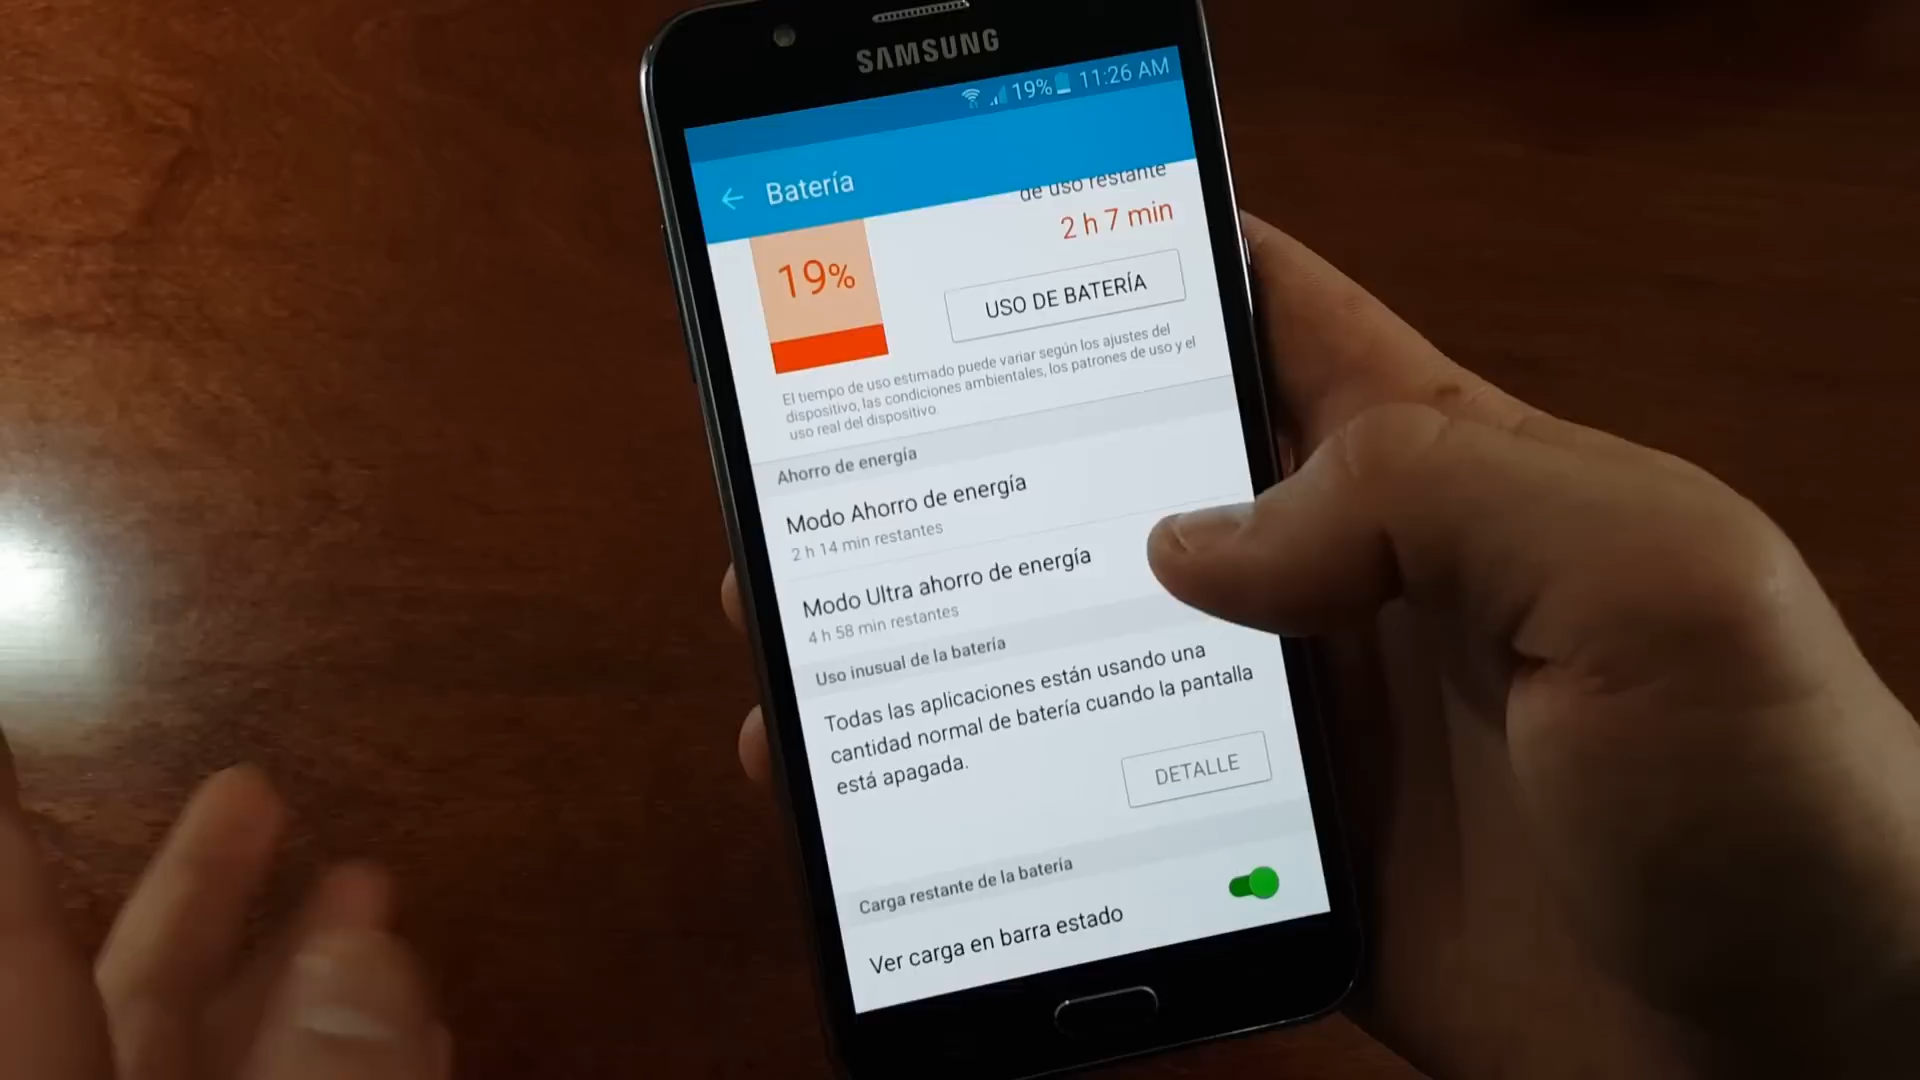 SAMSUNG
19% 11:26 AM
Batería
de uso restante
2 h 7 min
19%
USO DE BATERÍA
El tiempo de uso estimado puede variar según los ajustes del
dispositivo, las condiciones ambientales, los patrones de uso y el
uso real del dispositivo.
Ahorro de energía
Modo Ahorro de energía
2 h 14 min restantes
Modo Ultra ahorro de energía
4 h 58 min restantes
Uso inusual de la batería
Todas las aplicaciones están usando una
cantidad normal de batería cuando la pantalla
está apagada.
DETALLE
Carga restante de la batería
Ver carga en barra estado